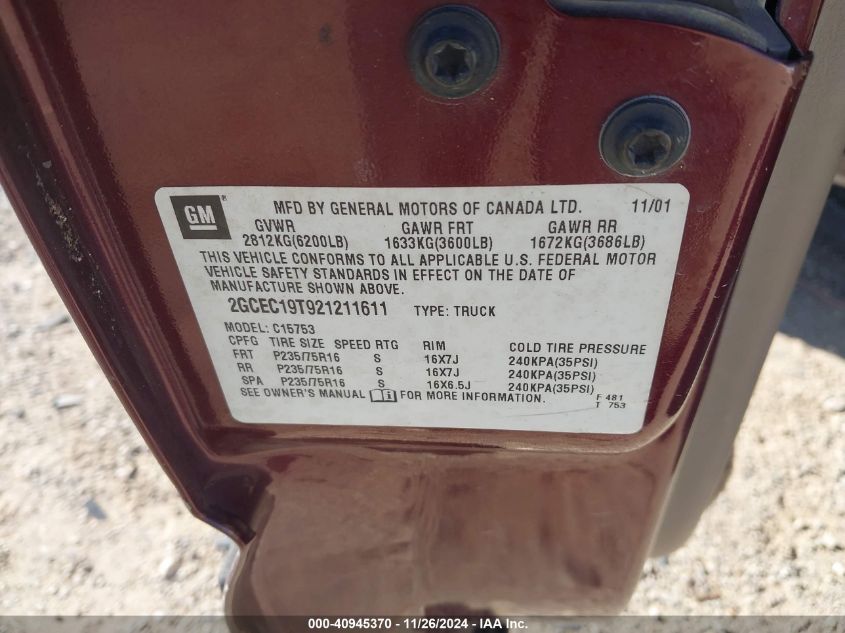 GM MFD BY GENERAL MOTORS OF CANADA LTD. 11/01
GVWR GAWR FRT GAWR RR
2812KG(6200LB) 1633KG(3600LB) 1672KG(3686LB)
THIS VEHICLE CONFORMS TO ALL APPLICABLE U.S. FEDERAL MOTOR
VEHICLE SAFETY STANDARDS IN EFFECT ON THE DATE OF
MANUFACTURE SHOWN ABOVE.
2GCEC19T921211611 TYPE: TRUCK
MODEL: C15753
CPFG TIRE SIZE SPEED RTG RIM COLD TIRE PRESSURE
FRT P235/75R16 S 16X7J 240KPA(35PSI)
RR P235/75R16 S 16X7J 240KPA(35PSI)
SPA P235/75R16 S 16X6.5J 240KPA(35PSI)
SEE OWNER'S MANUAL FOR MORE INFORMATION. F 481
T 753
000-40945370 - 11/26/2024 - IAA Inc.